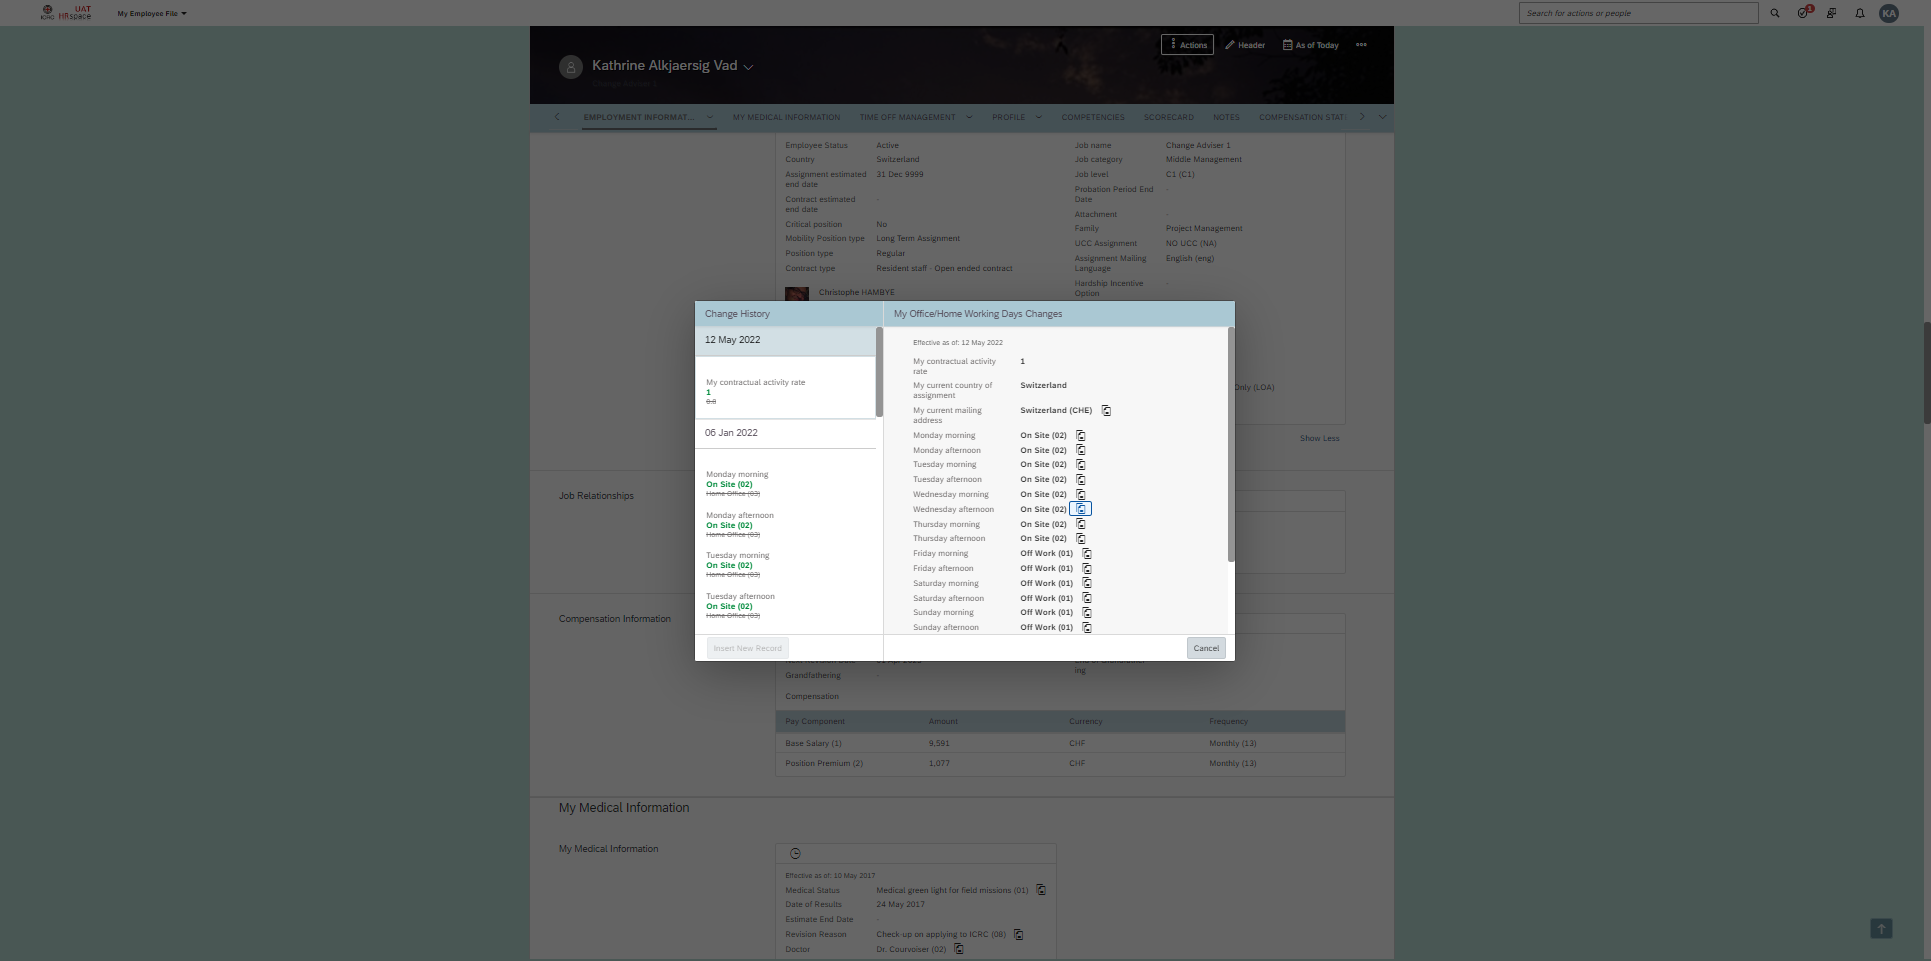 ICRC
UAT
HRspace
My Employee File
Search for actions or people
1
KA
Actions
Header
As of Today
Kathrine Alkjaersig Vad
Change Adviser 1
EMPLOYMENT INFORMAT...
MY MEDICAL INFORMATION
TIME OFF MANAGEMENT
PROFILE
COMPETENCIES
SCORECARD
NOTES
COMPENSATION STAT
Employee Status Active
Country Switzerland
Assignment estimated end date 31 Dec 9999
Contract estimated end date -
Critical position No
Mobility Position type Long Term Assignment
Position type Regular
Contract type Resident staff - Open ended contract
Christophe HAMBYE
Job name Change Adviser 1
Job category Middle Management
Job level C1 (C1)
Probation Period End Date -
Attachment -
Family Project Management
UCC Assignment NO UCC (NA)
Assignment Mailing Language English (eng)
Hardship Incentive Option -
Only (LOA)
Show Less
Change History
12 May 2022
My contractual activity rate
1
0.8
06 Jan 2022
Monday morning
On Site (02)
Home Office (03)
Monday afternoon
On Site (02)
Home Office (03)
Tuesday morning
On Site (02)
Home Office (03)
Tuesday afternoon
On Site (02)
Home Office (03)
Insert New Record
My Office/Home Working Days Changes
Effective as of: 12 May 2022
My contractual activity rate 1
My current country of assignment Switzerland
My current mailing address Switzerland (CHE)
Monday morning On Site (02)
Monday afternoon On Site (02)
Tuesday morning On Site (02)
Tuesday afternoon On Site (02)
Wednesday morning On Site (02)
Wednesday afternoon On Site (02)
Thursday morning On Site (02)
Thursday afternoon On Site (02)
Friday morning Off Work (01)
Friday afternoon Off Work (01)
Saturday morning Off Work (01)
Saturday afternoon Off Work (01)
Sunday morning Off Work (01)
Sunday afternoon Off Work (01)
Cancel
Job Relationships
Compensation Information
ing
Grandfathering -
Compensation
Pay Component Amount Currency Frequency
Base Salary (1) 9,591 CHF Monthly (13)
Position Premium (2) 1,077 CHF Monthly (13)
My Medical Information
My Medical Information
Effective as of: 10 May 2017
Medical Status Medical green light for field missions (01)
Date of Results 24 May 2017
Estimate End Date -
Revision Reason Check-up on applying to ICRC (08)
Doctor Dr. Courvoiser (02)